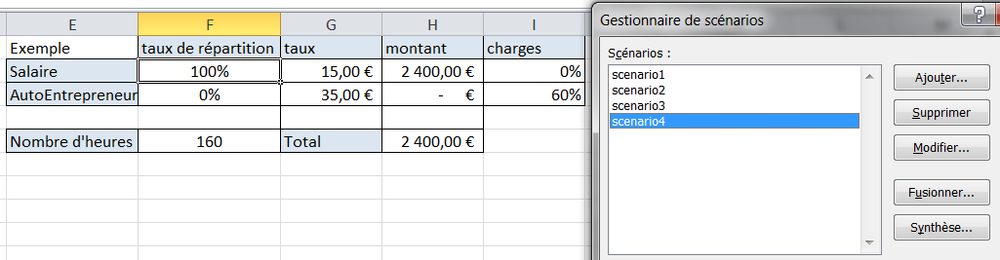 E F G H I
Exemple taux de répartition taux montant charges
Salaire 100% 15,00 € 2 400,00 € 0%
AutoEntrepreneur 0% 35,00 € - € 60%
Nombre d'heures 160 Total 2 400,00 €
Gestionnaire de scénarios
?
Scénarios :
scenario1
scenario2
scenario3
scenario4
Ajouter...
Supprimer
Modifier...
Fusionner...
Synthèse...